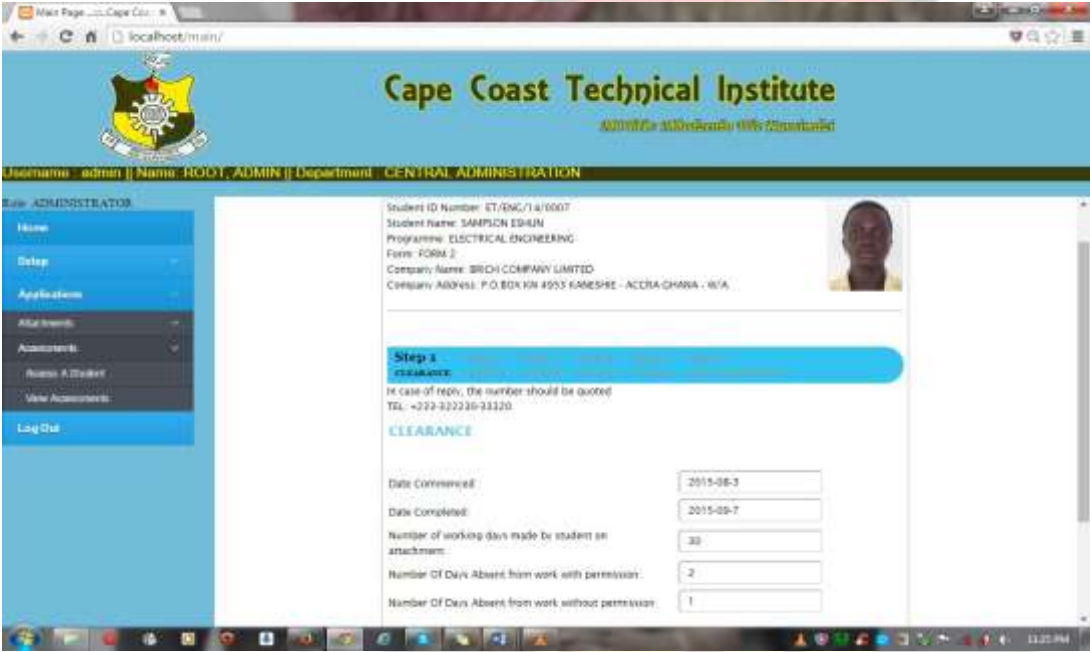 Main Page
localhost/main/
Cape Coast Technical Institute
Username : admin || Name: ROOT, ADMIN || Department : CENTRAL ADMINISTRATION
Role: ADMINISTRATOR
Home
Setup
Applications
Attachments
Assessments
Assess A Student
View Assessments
Log Out
Student ID Number: ET/ENG/14/0007
Student Name: SAMPSON ESHUN
Programme: ELECTRICAL ENGINEERING
Form: FORM 2
Company Name: BRICH COMPANY LIMITED
Company Address: P.O.BOX KN 4953 KANESHIE - ACCRA GHANA - W/A
Step 1
CLEARANCE
In case of reply, the number should be quoted
TEL: +233-322230-33320
CLEARANCE
Date Commenced: 2015-08-3
Date Completed: 2015-09-7
Number of working days made by student on
attachment: 30
Number Of Days Absent from work with permission: 2
Number Of Days Absent from work without permission: 1
11:25 PM